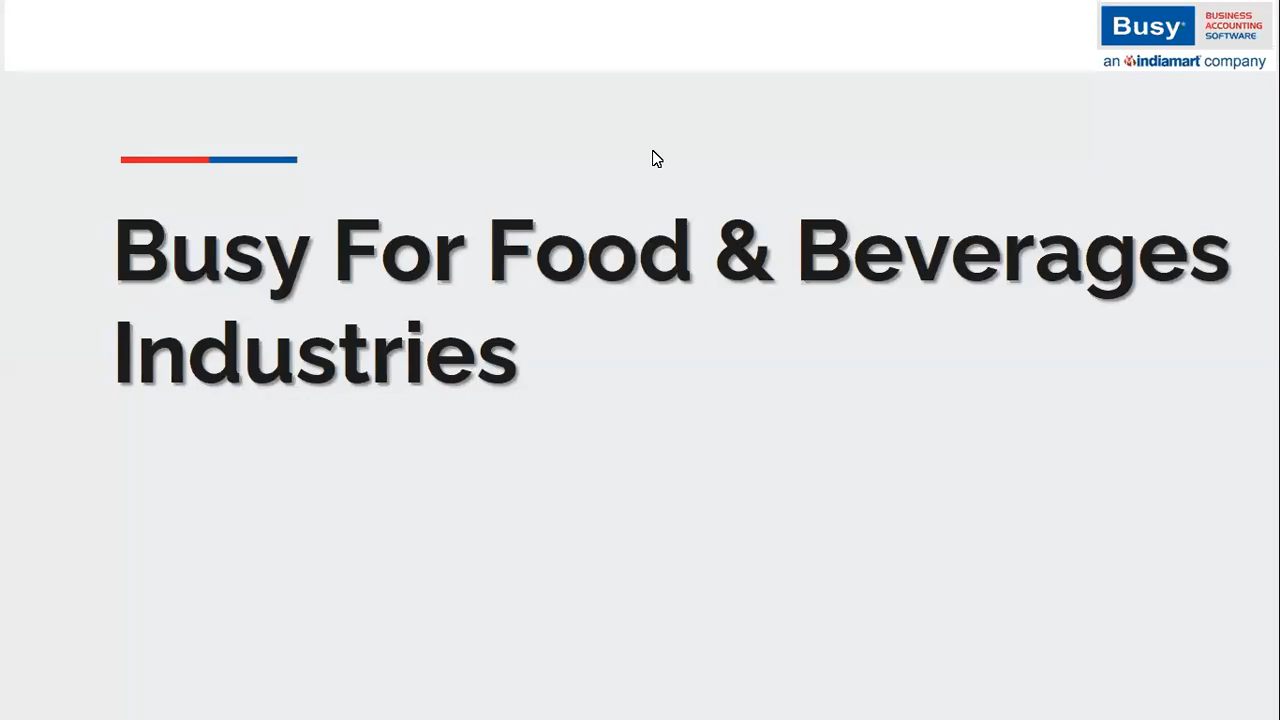 Busy
BUSINESS
ACCOUNTING
SOFTWARE
an indiamart company
Busy For Food & Beverages
Industries